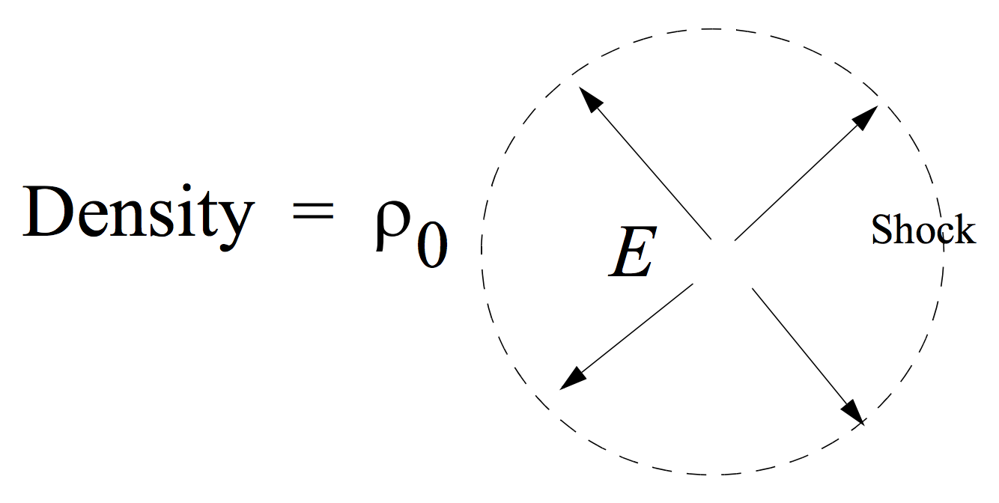 Density = ρ₀
E
Shock